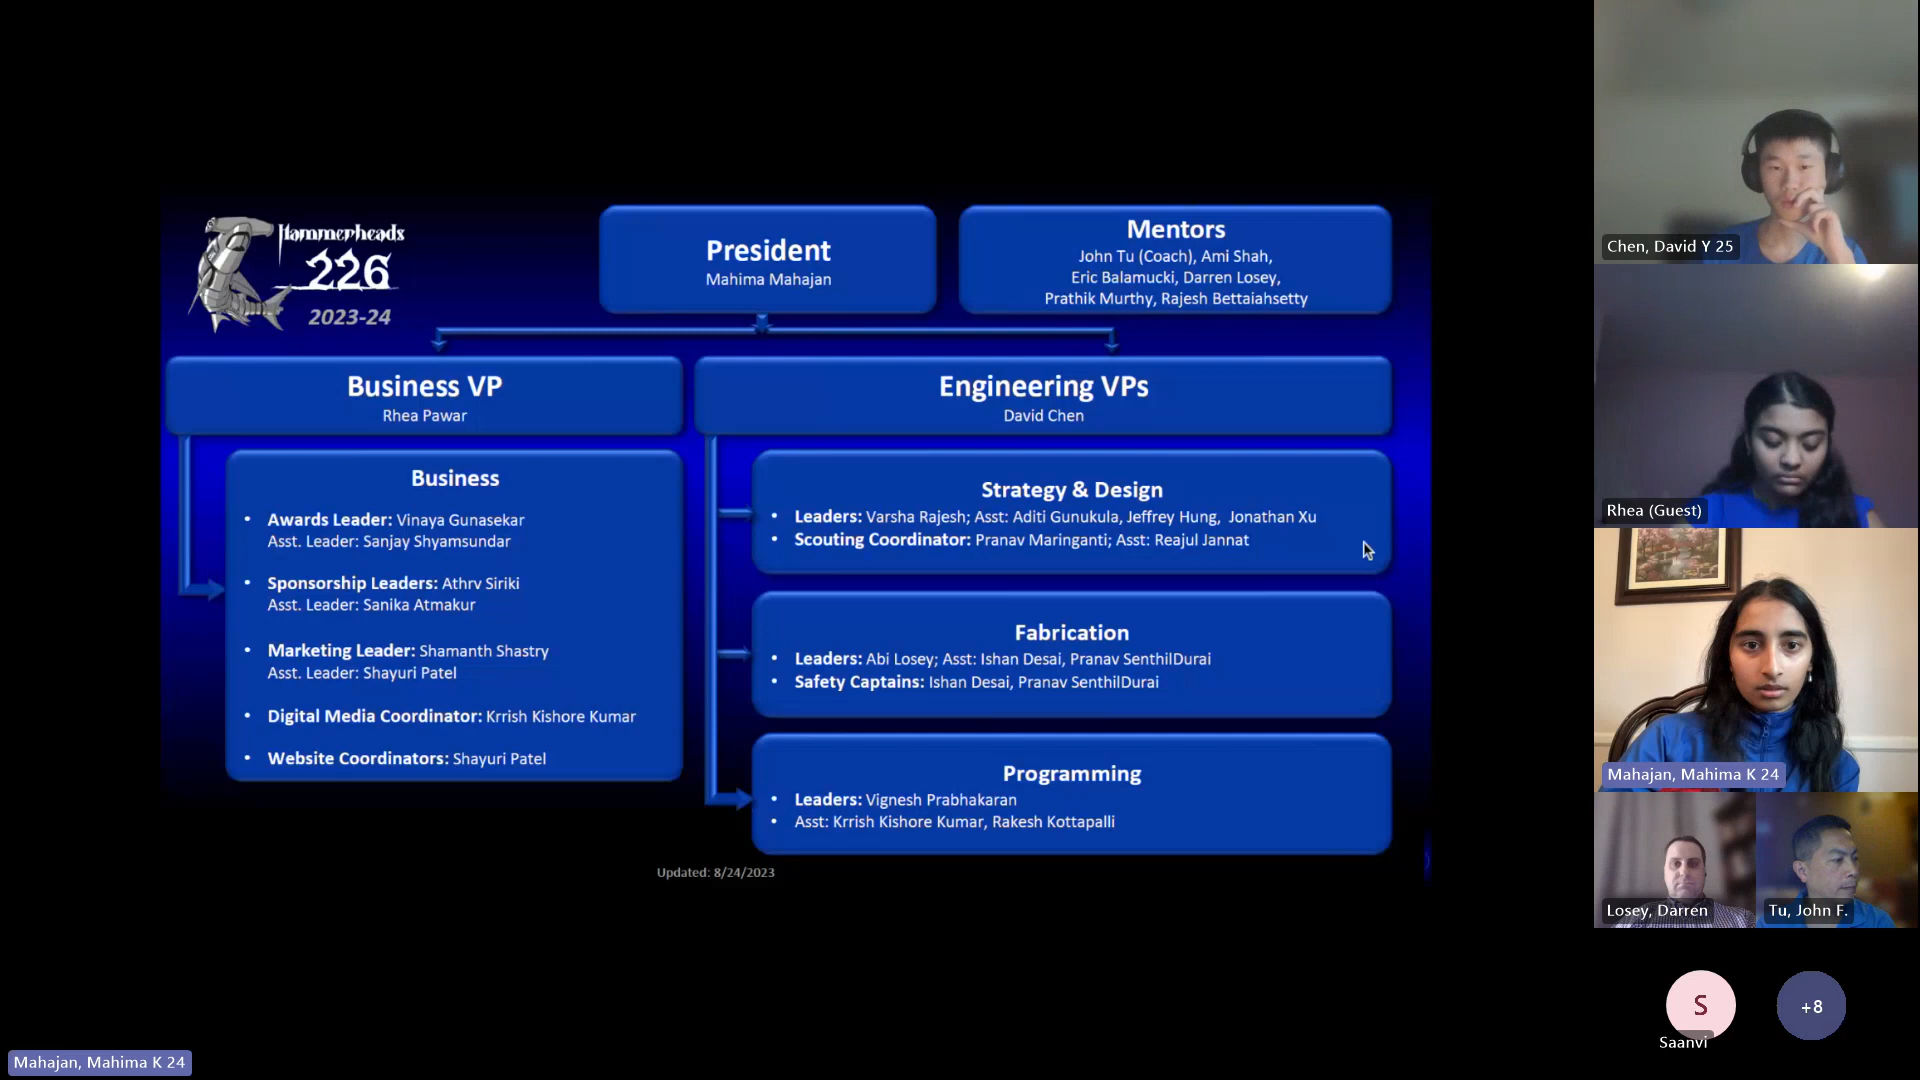 Hammerheads
226
2023-24
President
Mahima Mahajan
Mentors
John Tu (Coach), Ami Shah,
Eric Balamucki, Darren Losey,
Prathik Murthy, Rajesh Bettaiahsetty
Business VP
Rhea Pawar
Engineering VPs
David Chen
Business
• Awards Leader: Vinaya Gunasekar
Asst. Leader: Sanjay Shyamsundar
• Sponsorship Leaders: Athrv Siriki
Asst. Leader: Sanika Atmakur
• Marketing Leader: Shamanth Shastry
Asst. Leader: Shayuri Patel
• Digital Media Coordinator: Krrish Kishore Kumar
• Website Coordinators: Shayuri Patel
Strategy & Design
• Leaders: Varsha Rajesh; Asst: Aditi Gunukula, Jeffrey Hung, Jonathan Xu
• Scouting Coordinator: Pranav Maringanti; Asst: Reajul Jannat
Fabrication
• Leaders: Abi Losey; Asst: Ishan Desai, Pranav SenthilDurai
• Safety Captains: Ishan Desai, Pranav SenthilDurai
Programming
• Leaders: Vignesh Prabhakaran
• Asst: Krrish Kishore Kumar, Rakesh Kottapalli
Updated: 8/24/2023
Chen, David Y 25
Rhea (Guest)
Mahajan, Mahima K 24
Losey, Darren
Tu, John F.
S
+8
Saanvi
Mahajan, Mahima K 24